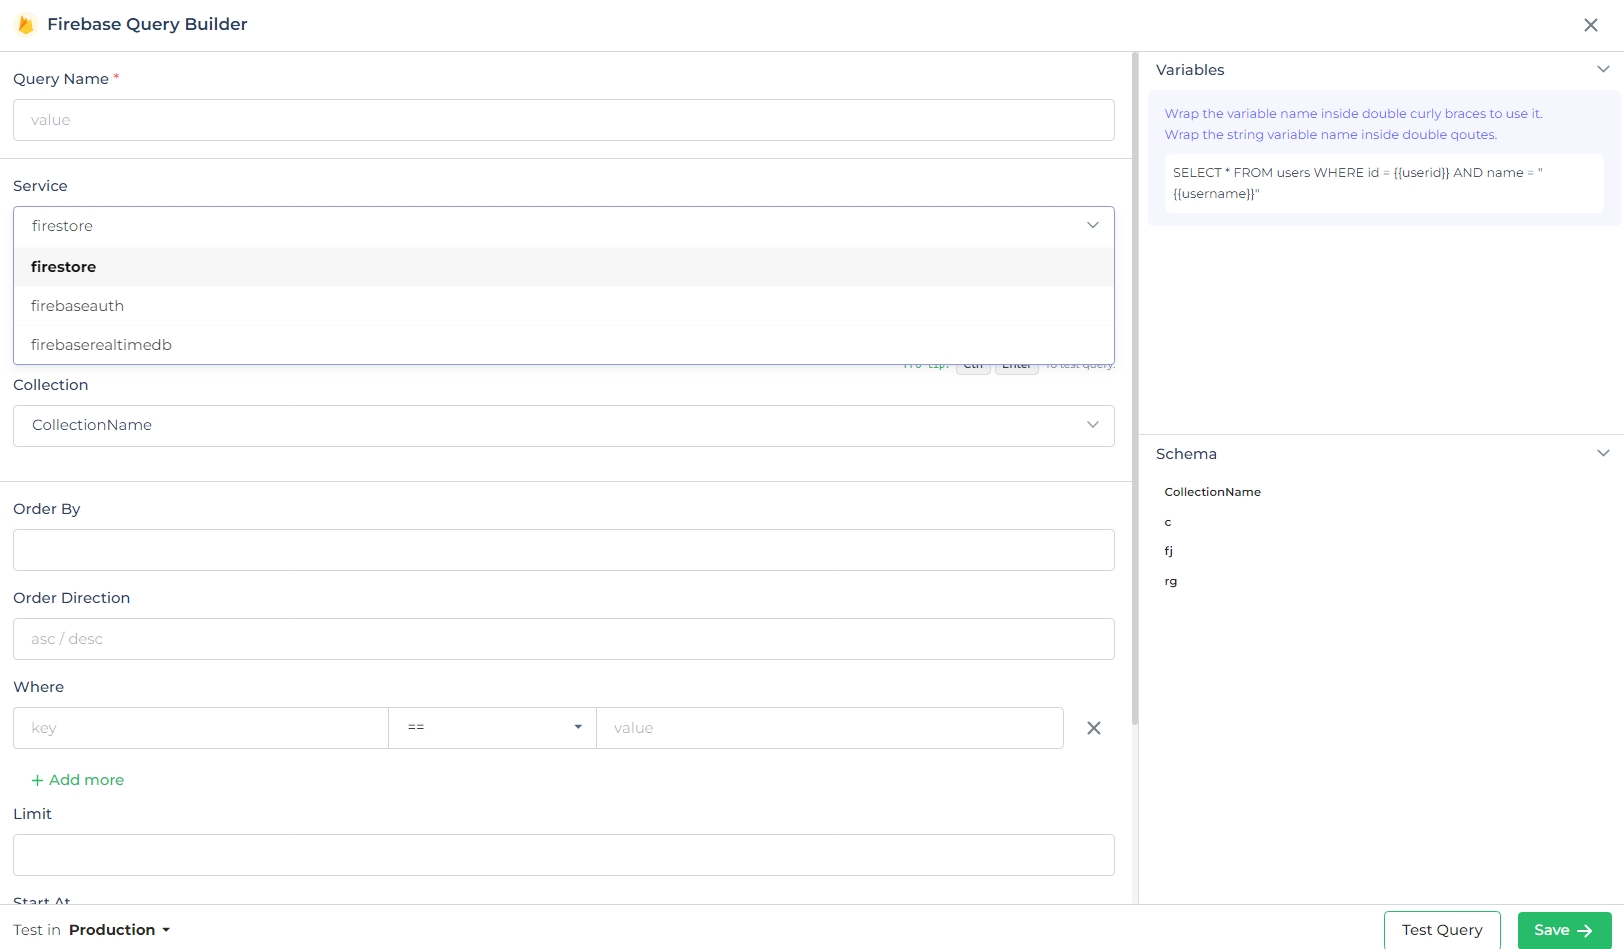 Firebase Query Builder
Query Name *
value
Service
firestore
firestore
firebaseauth
firebaserealtimedb
Pro tip: Ctrl Enter To test query.
Collection
CollectionName
Order By
Order Direction
asc / desc
Where
key == value
+ Add more
Limit
Start At
Test in Production
Test Query
Save →
Variables
Wrap the variable name inside double curly braces to use it.
Wrap the string variable name inside double qoutes.
SELECT * FROM users WHERE id = {{userid}} AND name = "
{{username}}"
Schema
CollectionName
c
fj
rg